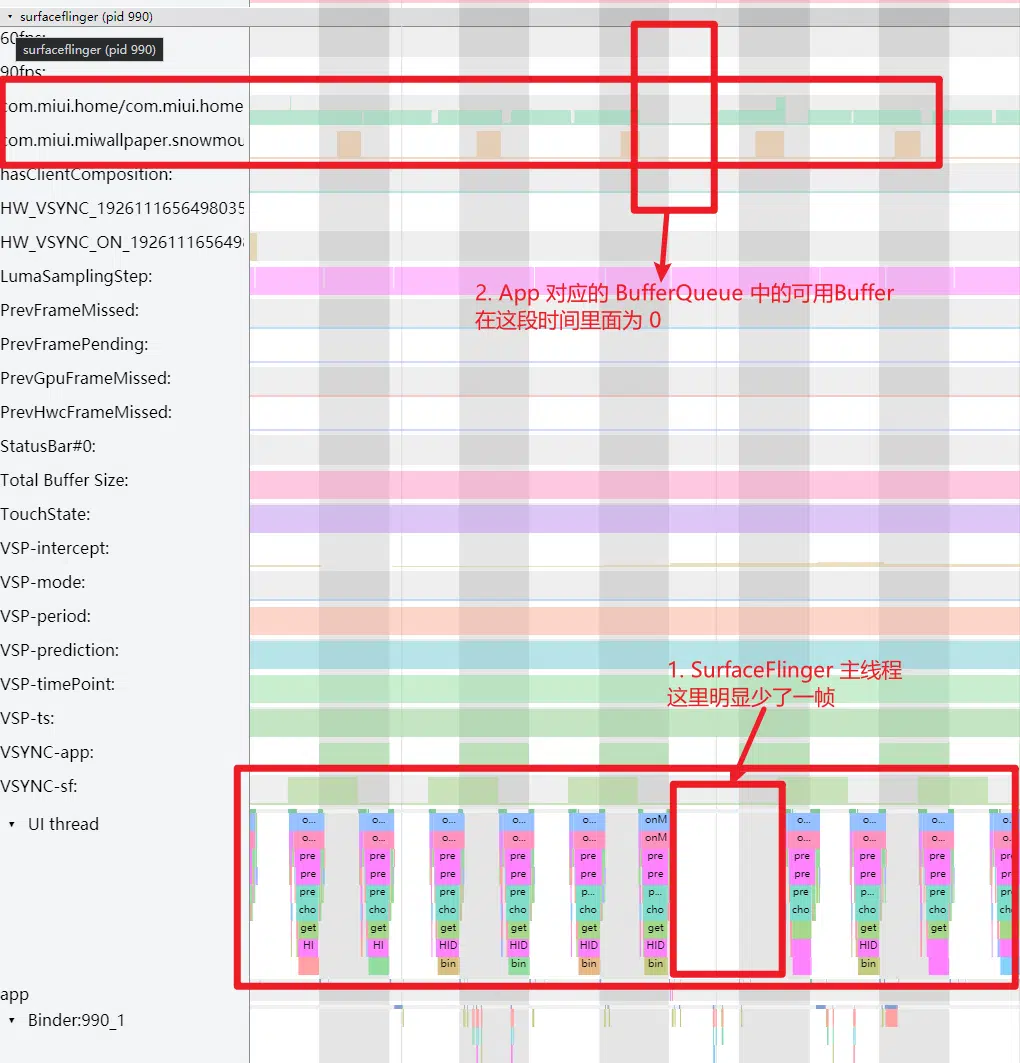 surfaceflinger (pid 990)
60fps:
surfaceflinger (pid 990)
90fps:
com.miui.home/com.miui.home
com.miui.miwallpaper.snowmou
hasClientComposition:
HW_VSYNC_1926111656498035
HW_VSYNC_ON_192611165649
2. App 对应的 BufferQueue 中的可用Buffer
在这段时间里面为 0
LumaSamplingStep:
PrevFrameMissed:
PrevFramePending:
PrevGpuFrameMissed:
PrevHwcFrameMissed:
StatusBar#0:
Total Buffer Size:
TouchState:
VSP-intercept:
VSP-mode:
VSP-period:
VSP-prediction:
1. SurfaceFlinger 主线程
这里明显少了一帧
VSP-timePoint:
VSP-ts:
VSYNC-app:
VSYNC-sf:
UI thread
o... o... o... o... o... onM o... o... o... o...
o... o... o... o... o... onM o... o... o... o...
pre pre pre pre pre pre pre pre pre pre
pre pre pre pre pre pre pre pre pre pre
pre pre pre pre p... p... pre p... pre pre
cho cho cho cho cho cho cho cho cho cho
get get get get get get get get
HI HI HID HID HID HID HID
bin bin bin bin bin
app
Binder:990_1